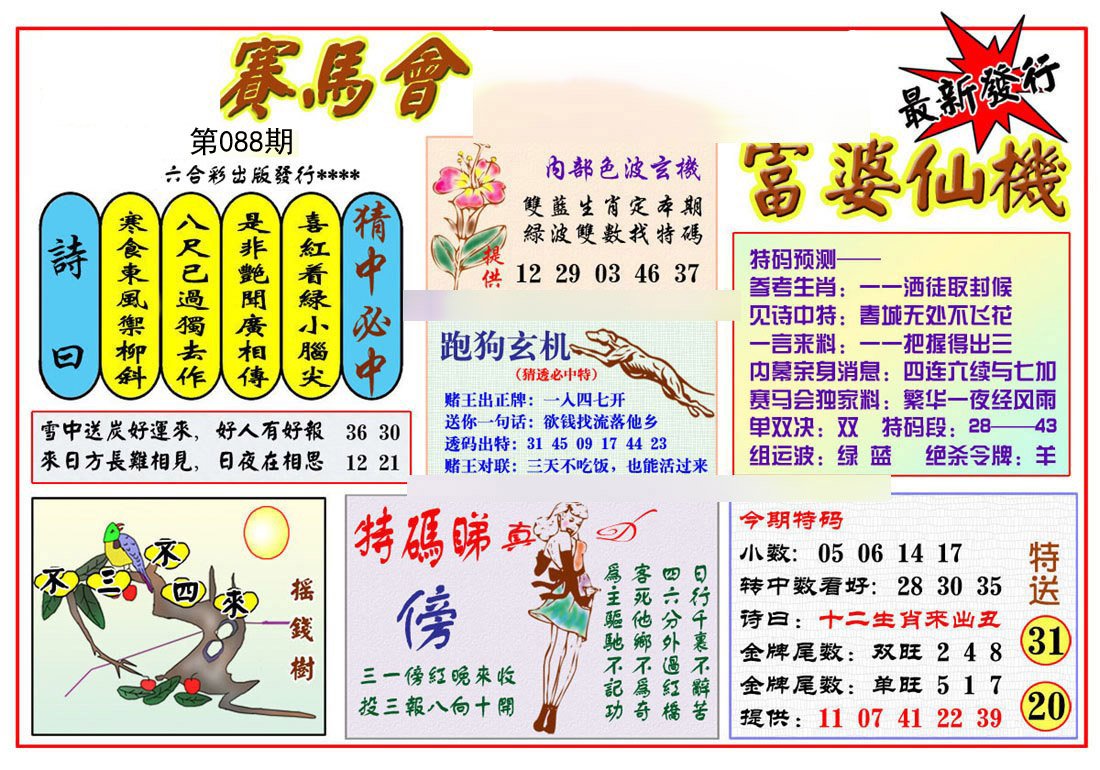 賽馬會
第088期
六合彩出版發行****
詩曰
寒食東風禦柳斜
八尺已過獨去作
是非艷開廣相傳
喜紅看綠小腦尖
猜中必中
雪中送炭好運來，好人有好報 36 30
來日方長難相見，日夜在相思 12 21
內部色波玄機
雙藍生肖定本期
綠波雙數找特碼
提供 12 29 03 46 37
跑狗玄机
（猜透必中特）
赌王出正牌：一入四七开
送你一句话：欲钱找流落他乡
透码出特：31 45 09 17 44 23
赌王对联：三天不吃饭，也能活过来
最新發行
富婆仙機
特码预测——
参考生肖：一一洒徒取封候
见诗中特：春城无处不飞花
一言来料：一一把握得出三
内幕亲身消息：四连六续与七加
赛马会独家料：繁华一夜经风雨
单双决：双 特码段：28——43
组运波：绿 蓝 绝杀令牌：羊
不三不四來
搖錢樹
特碼睇真D
傍
三一傍紅晚來收
投三報八向十開
日行千裏不辭苦
四六分外過紅橋
客死他鄉不爲奇
爲主驅馳不記功
今期特码
小数：05 06 14 17
转中数看好：28 30 35
诗曰：十二生肖來出丑
金牌尾数：双旺 2 4 8
金牌尾数：单旺 5 1 7
提供：11 07 41 22 39
特送
31
20